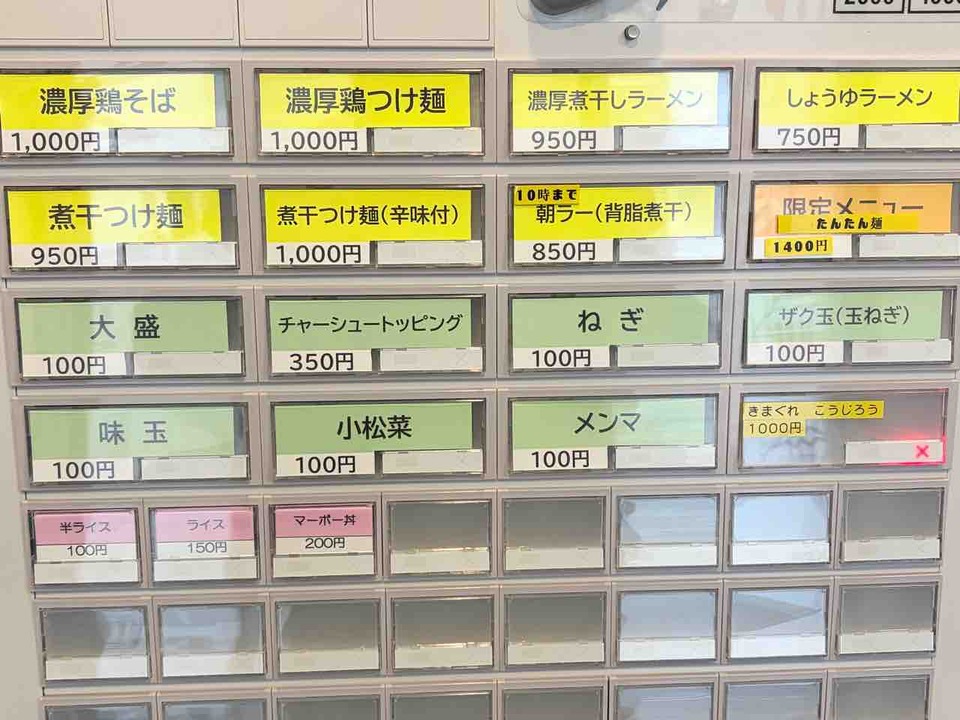 濃厚鶏そば
1,000円
濃厚鶏つけ麺
1,000円
濃厚煮干しラーメン
950円
しょうゆラーメン
750円
煮干つけ麺
950円
煮干つけ麺(辛味付)
1,000円
10時まで
朝ラー(背脂煮干)
850円
限定メニュー
たんたん麺
1400円
大盛
100円
チャーシュートッピング
350円
ねぎ
100円
ザク玉(玉ねぎ)
100円
味玉
100円
小松菜
100円
メンマ
100円
きまぐれ こうじろう
1000円
×
半ライス
100円
ライス
150円
マーボー丼
200円